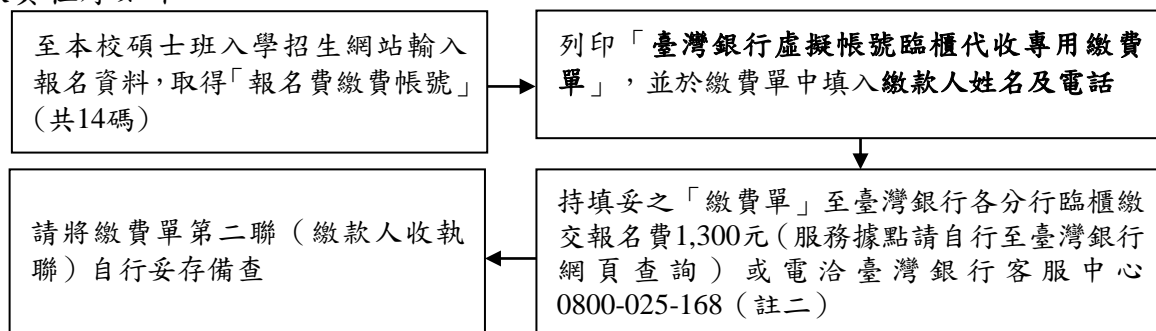 至本校碩士班入學招生網站輸入
報名資料，取得「報名費繳費帳號」
（共14碼）
列印「臺灣銀行虛擬帳號臨櫃代收專用繳費
單」，並於繳費單中填入繳款人姓名及電話
持填妥之「繳費單」至臺灣銀行各分行臨櫃繳
交報名費1,300元（服務據點請自行至臺灣銀行
網頁查詢）或電洽臺灣銀行客服中心
0800-025-168（註二）
請將繳費單第二聯（繳款人收執
聯）自行妥存備查